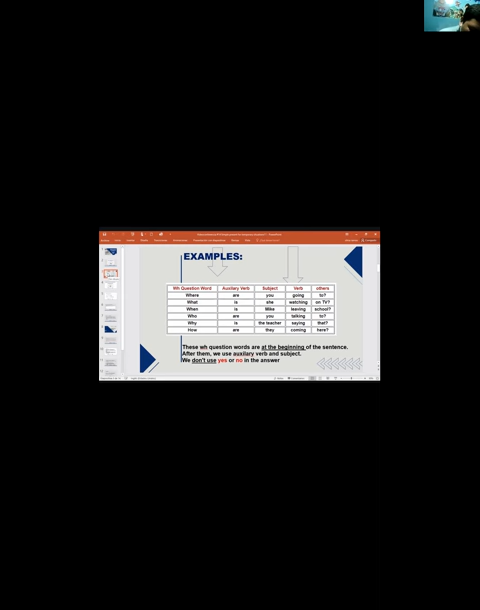 EXAMPLES:
Wh Question Word Auxilary Verb Subject Verb others
Where are you going to?
What is she watching on TV?
When is Mike leaving school?
Who are you talking to?
Why is the teacher saying that?
How are they coming here?
These wh question words are at the beginning of the sentence.
After them, we use auxilary verb and subject.
We don't use yes or no in the answer